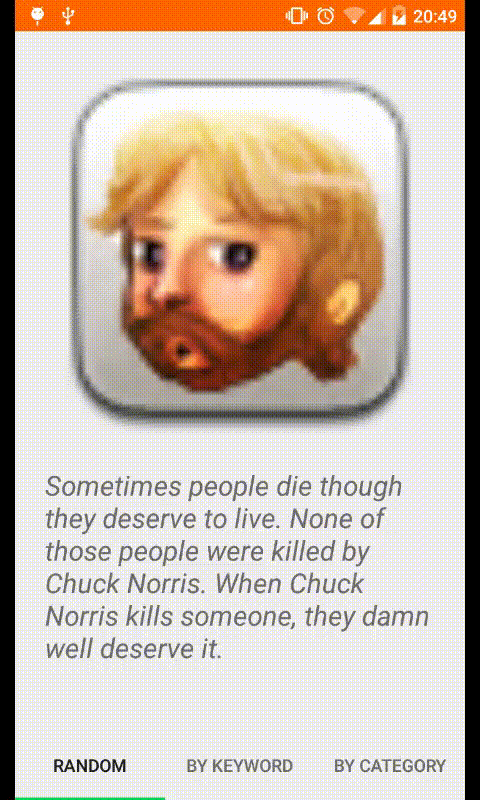 20:49
Sometimes people die though
they deserve to live. None of
those people were killed by
Chuck Norris. When Chuck
Norris kills someone, they damn
well deserve it.
RANDOM BY KEYWORD BY CATEGORY